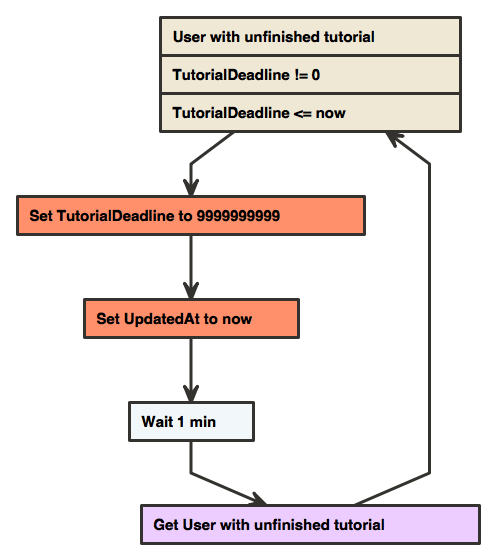 User with unfinished tutorial
TutorialDeadline != 0
TutorialDeadline <= now
Set TutorialDeadline to 9999999999
Set UpdatedAt to now
Wait 1 min
Get User with unfinished tutorial